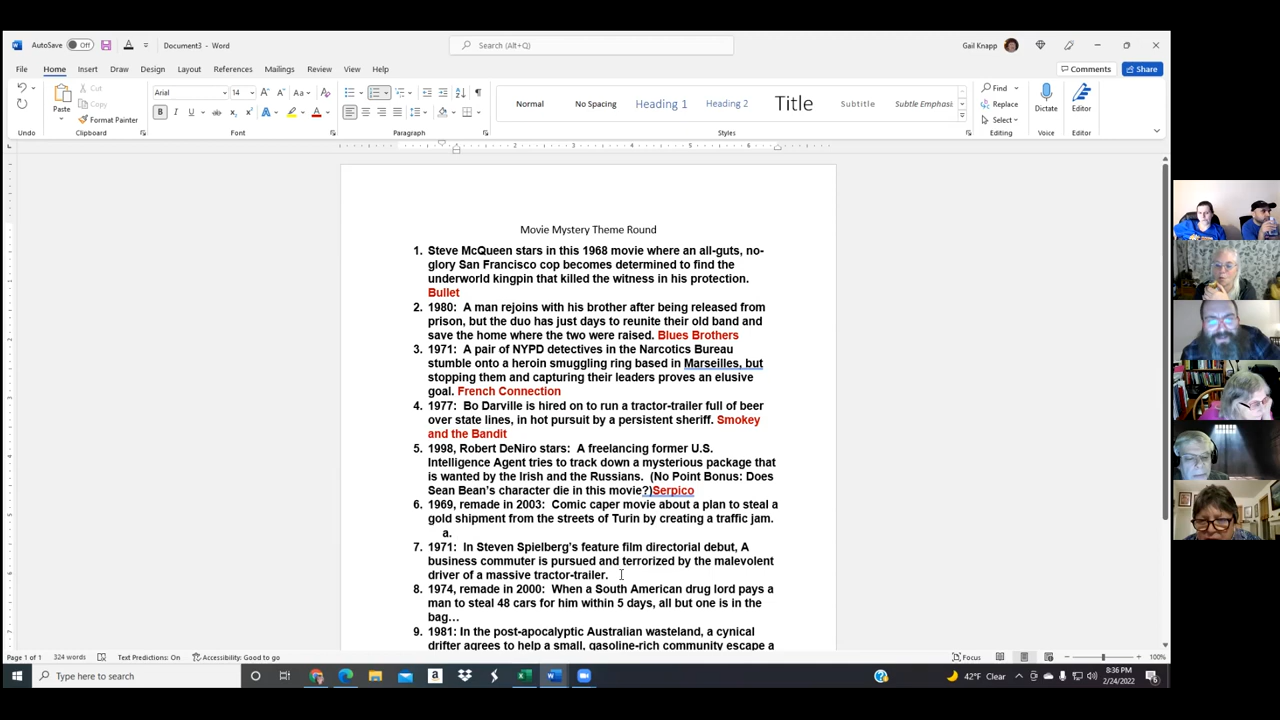 AutoSave Off Document3 - Word Search (Alt+Q) Gail Knapp
File Home Insert Draw Design Layout References Mailings Review View Help Comments Share
Paste Cut Copy Format Painter
Arial 14 Aa
Normal No Spacing Heading 1 Heading 2 Title Subtitle Subtle Emphasi...
Find Replace Select Dictate Editor
Undo Clipboard Font Paragraph Styles Editing Voice Editor
Movie Mystery Theme Round
1. Steve McQueen stars in this 1968 movie where an all-guts, no-
glory San Francisco cop becomes determined to find the
underworld kingpin that killed the witness in his protection.
Bullet
2. 1980: A man rejoins with his brother after being released from
prison, but the duo has just days to reunite their old band and
save the home where the two were raised. Blues Brothers
3. 1971: A pair of NYPD detectives in the Narcotics Bureau
stumble onto a heroin smuggling ring based in Marseilles, but
stopping them and capturing their leaders proves an elusive
goal. French Connection
4. 1977: Bo Darville is hired on to run a tractor-trailer full of beer
over state lines, in hot pursuit by a persistent sheriff. Smokey
and the Bandit
5. 1998, Robert DeNiro stars: A freelancing former U.S.
Intelligence Agent tries to track down a mysterious package that
is wanted by the Irish and the Russians. (No Point Bonus: Does
Sean Bean's character die in this movie?)Serpico
6. 1969, remade in 2003: Comic caper movie about a plan to steal a
gold shipment from the streets of Turin by creating a traffic jam.
a.
7. 1971: In Steven Spielberg's feature film directorial debut, A
business commuter is pursued and terrorized by the malevolent
driver of a massive tractor-trailer.
8. 1974, remade in 2000: When a South American drug lord pays a
man to steal 48 cars for him within 5 days, all but one is in the
bag...
9. 1981: In the post-apocalyptic Australian wasteland, a cynical
drifter agrees to help a small, gasoline-rich community escape a
Page 1 of 1 324 words Text Predictions: On Accessibility: Good to go Focus 100%
Type here to search 42°F Clear 8:36 PM
2/24/2022